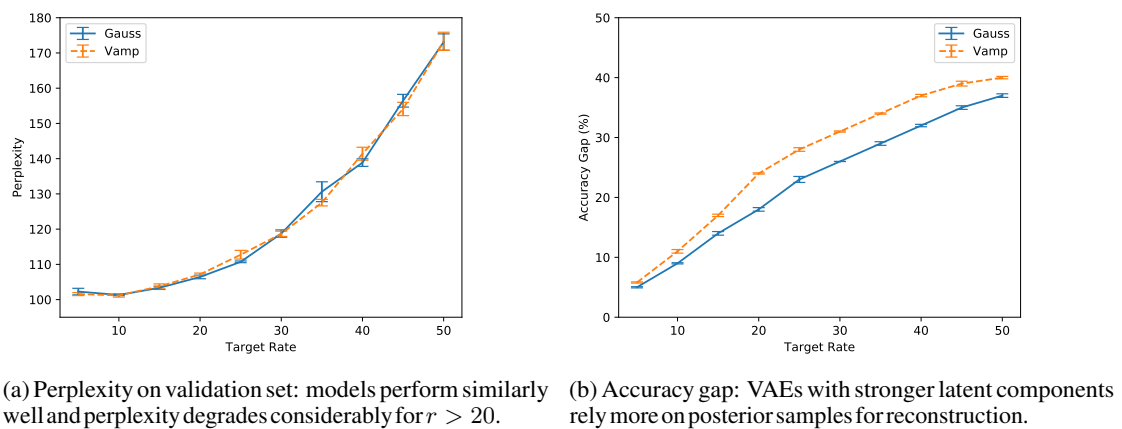 180
170
160
150
140
130
120
110
100
Perplexity
Gauss
Vamp
10
20
30
40
50
Target Rate
(a) Perplexity on validation set: models perform similarly
well and perplexity degrades considerably for r > 20.
50
40
30
20
10
0
Accuracy Gap (%)
Gauss
Vamp
10
20
30
40
50
Target Rate
(b) Accuracy gap: VAEs with stronger latent components
rely more on posterior samples for reconstruction.